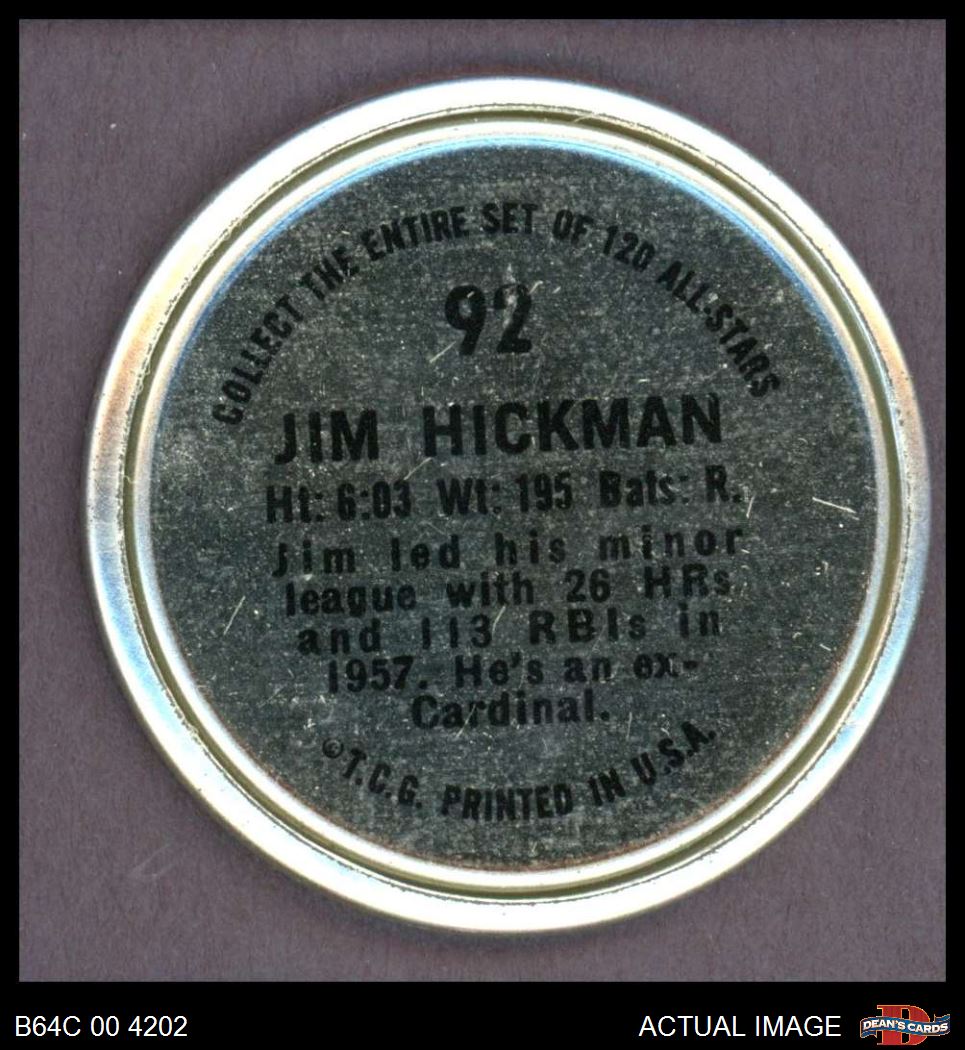 COLLECT THE ENTIRE SET OF 120 ALL-STARS
92
JIM HICKMAN
Ht: 6:03 Wt: 195 Bats: R.
Jim led his minor
league with 26 HRs
and 113 RBIs in
1957. He's an ex-
Cardinal.
©T.C.G. PRINTED IN U.S.A.
B64C 00 4202
ACTUAL IMAGE
DEAN'S CARDS